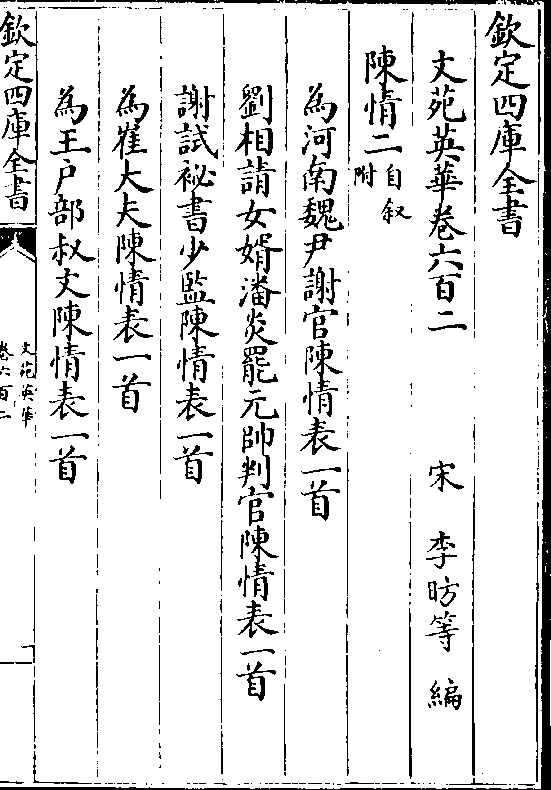 欽定四庫全書
文苑英華卷六百二
宋 李昉等 編
陳情二自叙附
為河南魏尹謝官陳情表一首
劉相請女婿潘炎罷元帥判官陳情表一首
謝試祕書少監陳情表一首
為崔大夫陳情表一首
為王户部叔文陳情表一首
欽定四庫全書
文苑英華
卷六百二
一